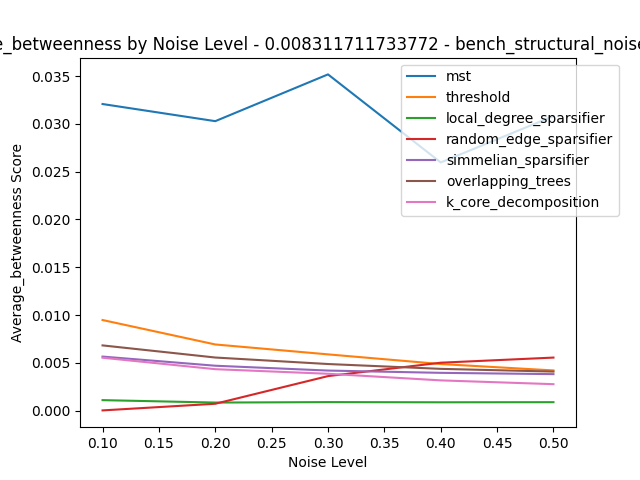 e_betweenness by Noise Level - 0.008311711733772 - bench_structural_noise
mst
threshold
local_degree_sparsifier
random_edge_sparsifier
simmelian_sparsifier
overlapping_trees
k_core_decomposition
Average_betweenness Score
0.035
0.030
0.025
0.020
0.015
0.010
0.005
0.000
0.10 0.15 0.20 0.25 0.30 0.35 0.40 0.45 0.50
Noise Level